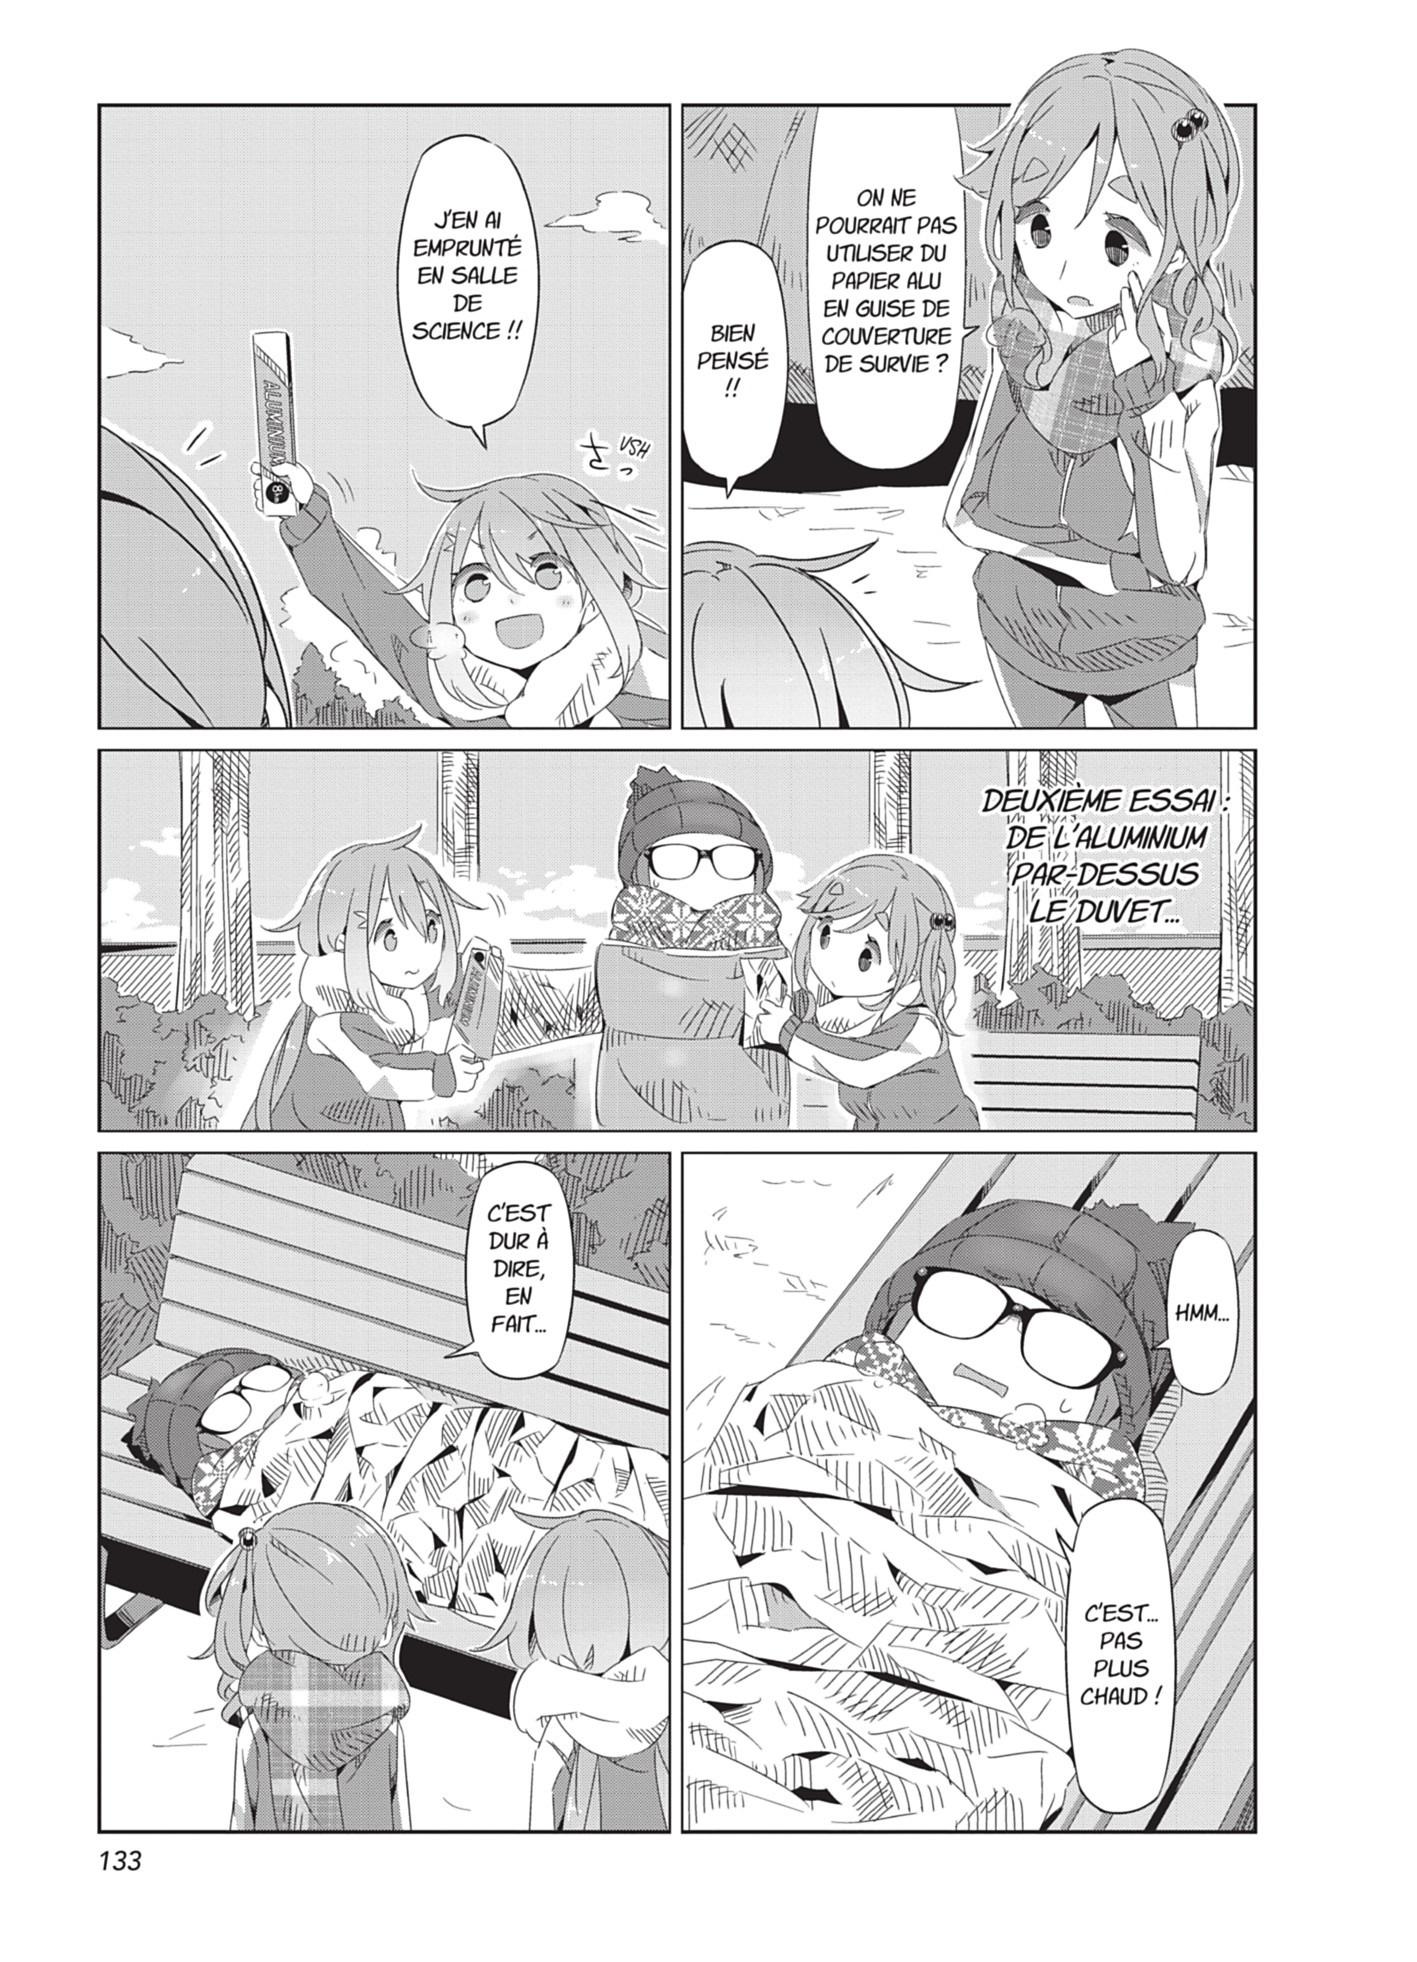 ON NE
POURRAIT PAS
UTILISER DU
PAPIER ALU
EN GUISE DE
COUVERTURE
DE SURVIE ?
BIEN
PENSÉ
!!
J'EN AI
EMPRUNTÉ
EN SALLE
DE
SCIENCE !!
ALUMINIUM
8
VSH
さっ
DEUXIÈME ESSAI :
DE L'ALUMINIUM
PAR-DESSUS
LE DUVET...
ALUMINIUM
HMM...
C'EST...
PAS
PLUS
CHAUD !
C'EST
DUR À
DIRE,
EN
FAIT...
133